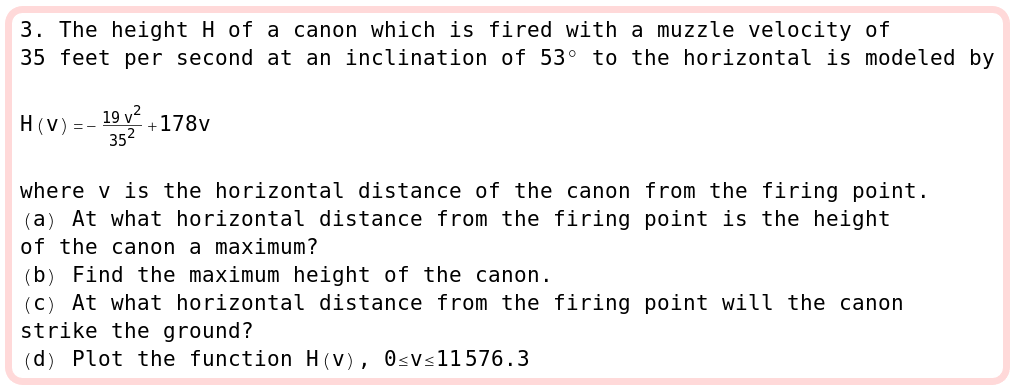 3. The height H of a canon which is fired with a muzzle velocity of
35 feet per second at an inclination of 53° to the horizontal is modeled by
H(v)=-\frac{19 v^2}{35^2}+178v
where v is the horizontal distance of the canon from the firing point.
(a) At what horizontal distance from the firing point is the height
of the canon a maximum?
(b) Find the maximum height of the canon.
(c) At what horizontal distance from the firing point will the canon
strike the ground?
(d) Plot the function H(v), 0≤v≤11576.3